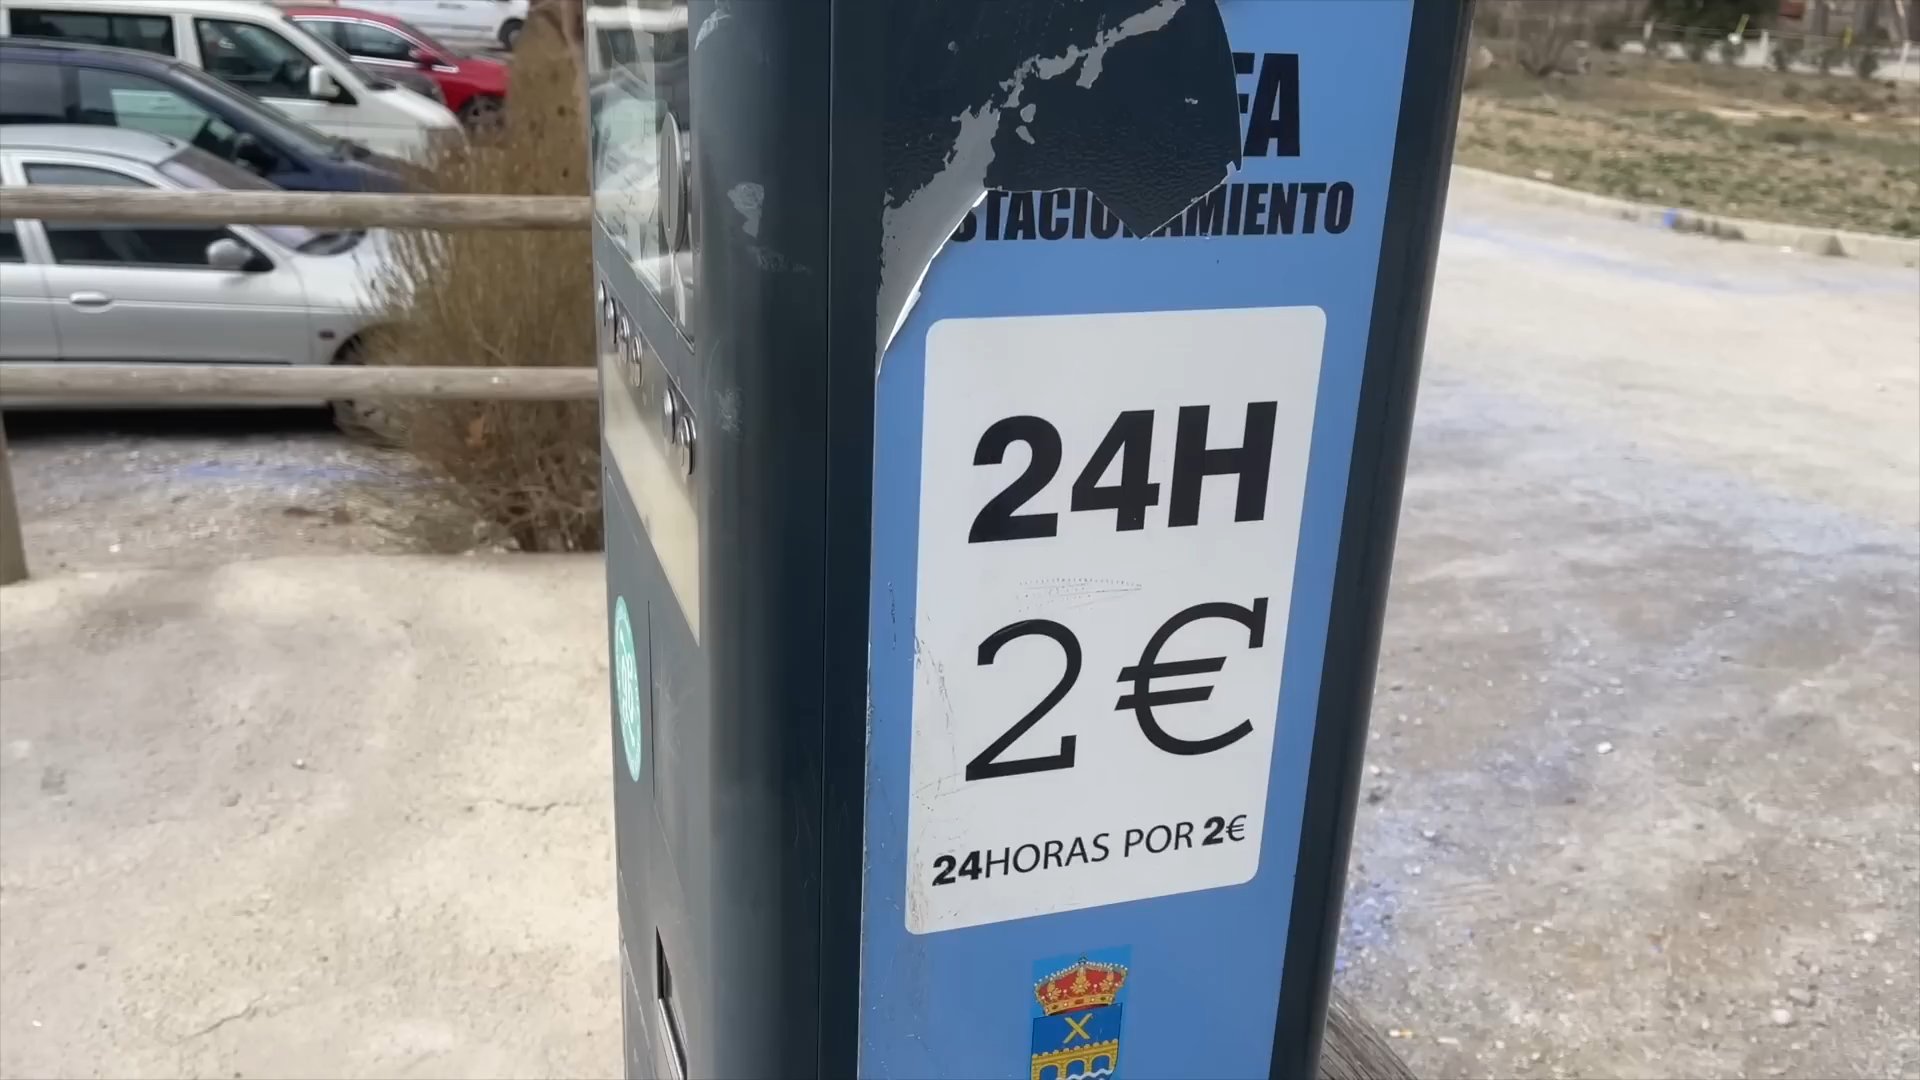 FA
STACIONAMIENTO
24H
2€
24HORAS POR 2€
X